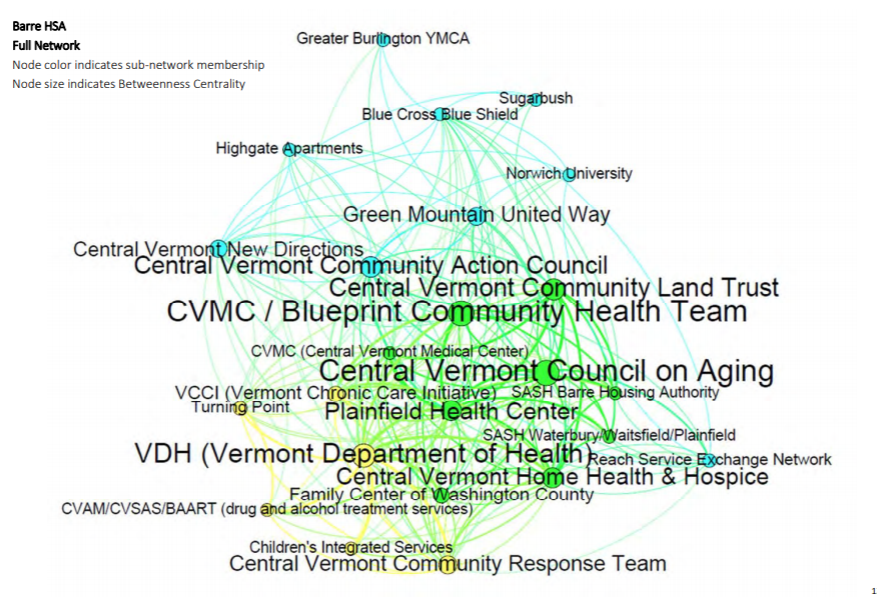 Barre HSA
Full Network
Node color indicates sub-network membership
Node size indicates Betweenness Centrality
Greater Burlington YMCA
Sugarbush
Blue Cross Blue Shield
Highgate Apartments
Norwich University
Green Mountain United Way
Central Vermont New Directions
Central Vermont Community Action Council
Central Vermont Community Land Trust
CVMC / Blueprint Community Health Team
CVMC (Central Vermont Medical Center)
Central Vermont Council on Aging
VCCI (Vermont Chronic Care Initiative)
SASH Barre Housing Authority
Turning Point
Plainfield Health Center
SASH Waterbury/Waitsfield/Plainfield
VDH (Vermont Department of Health)
Reach Service Exchange Network
Central Vermont Home Health & Hospice
Family Center of Washington County
CVAM/CVSAS/BAART (drug and alcohol treatment services)
Children's Integrated Services
Central Vermont Community Response Team
1